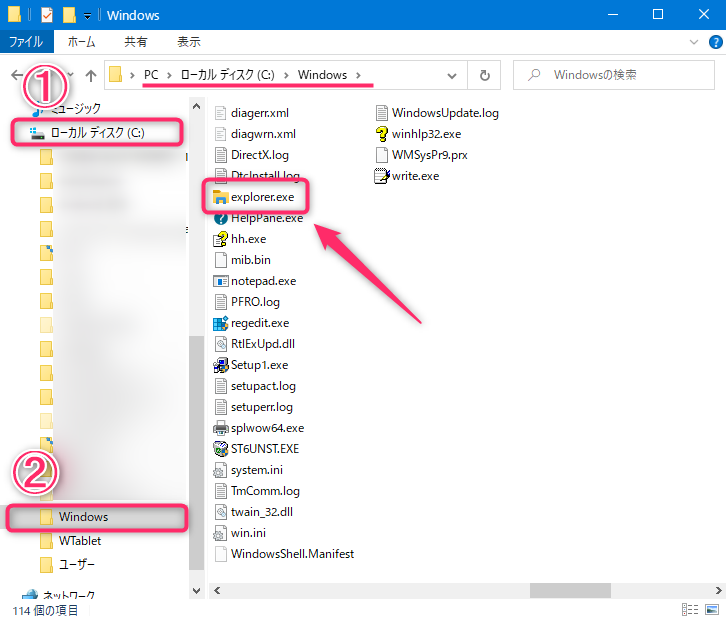 Windows
ファイル
ホーム
共有
表示
PC
ローカル ディスク (C:)
Windows
Windowsの検索
①
ミュージック
ローカル ディスク (C:)
②
Windows
WTablet
ユーザー
ネットワーク
diagerr.xml
diagwrn.xml
DirectX.log
DtcInstall.log
explorer.exe
HelpPane.exe
hh.exe
mib.bin
notepad.exe
PFRO.log
regedit.exe
RtlExUpd.dll
Setup1.exe
setupact.log
setuperr.log
splwow64.exe
ST6UNST.EXE
system.ini
TmComm.log
twain_32.dll
win.ini
WindowsShell.Manifest
WindowsUpdate.log
winhlp32.exe
WMSysPr9.prx
write.exe
114 個の項目